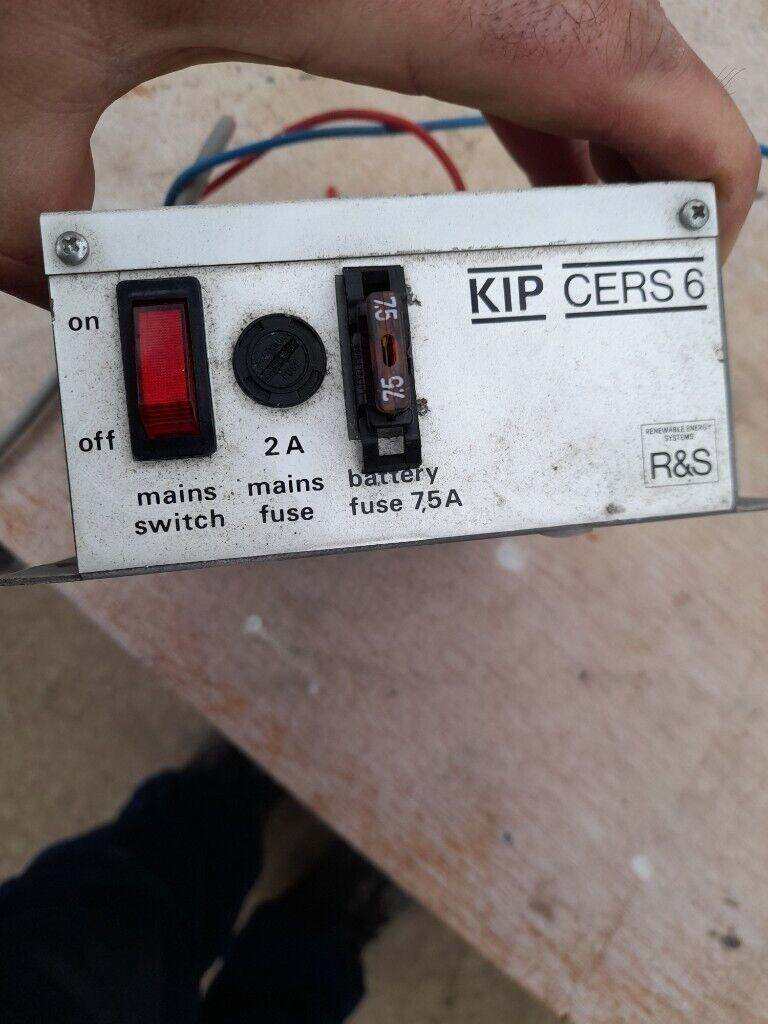 KIP CERS 6
on
7.5
7.5
off
2 A
mains switch
mains fuse
battery fuse 7,5A
RENEWABLE ENERGY
SYSTEMS
R&S